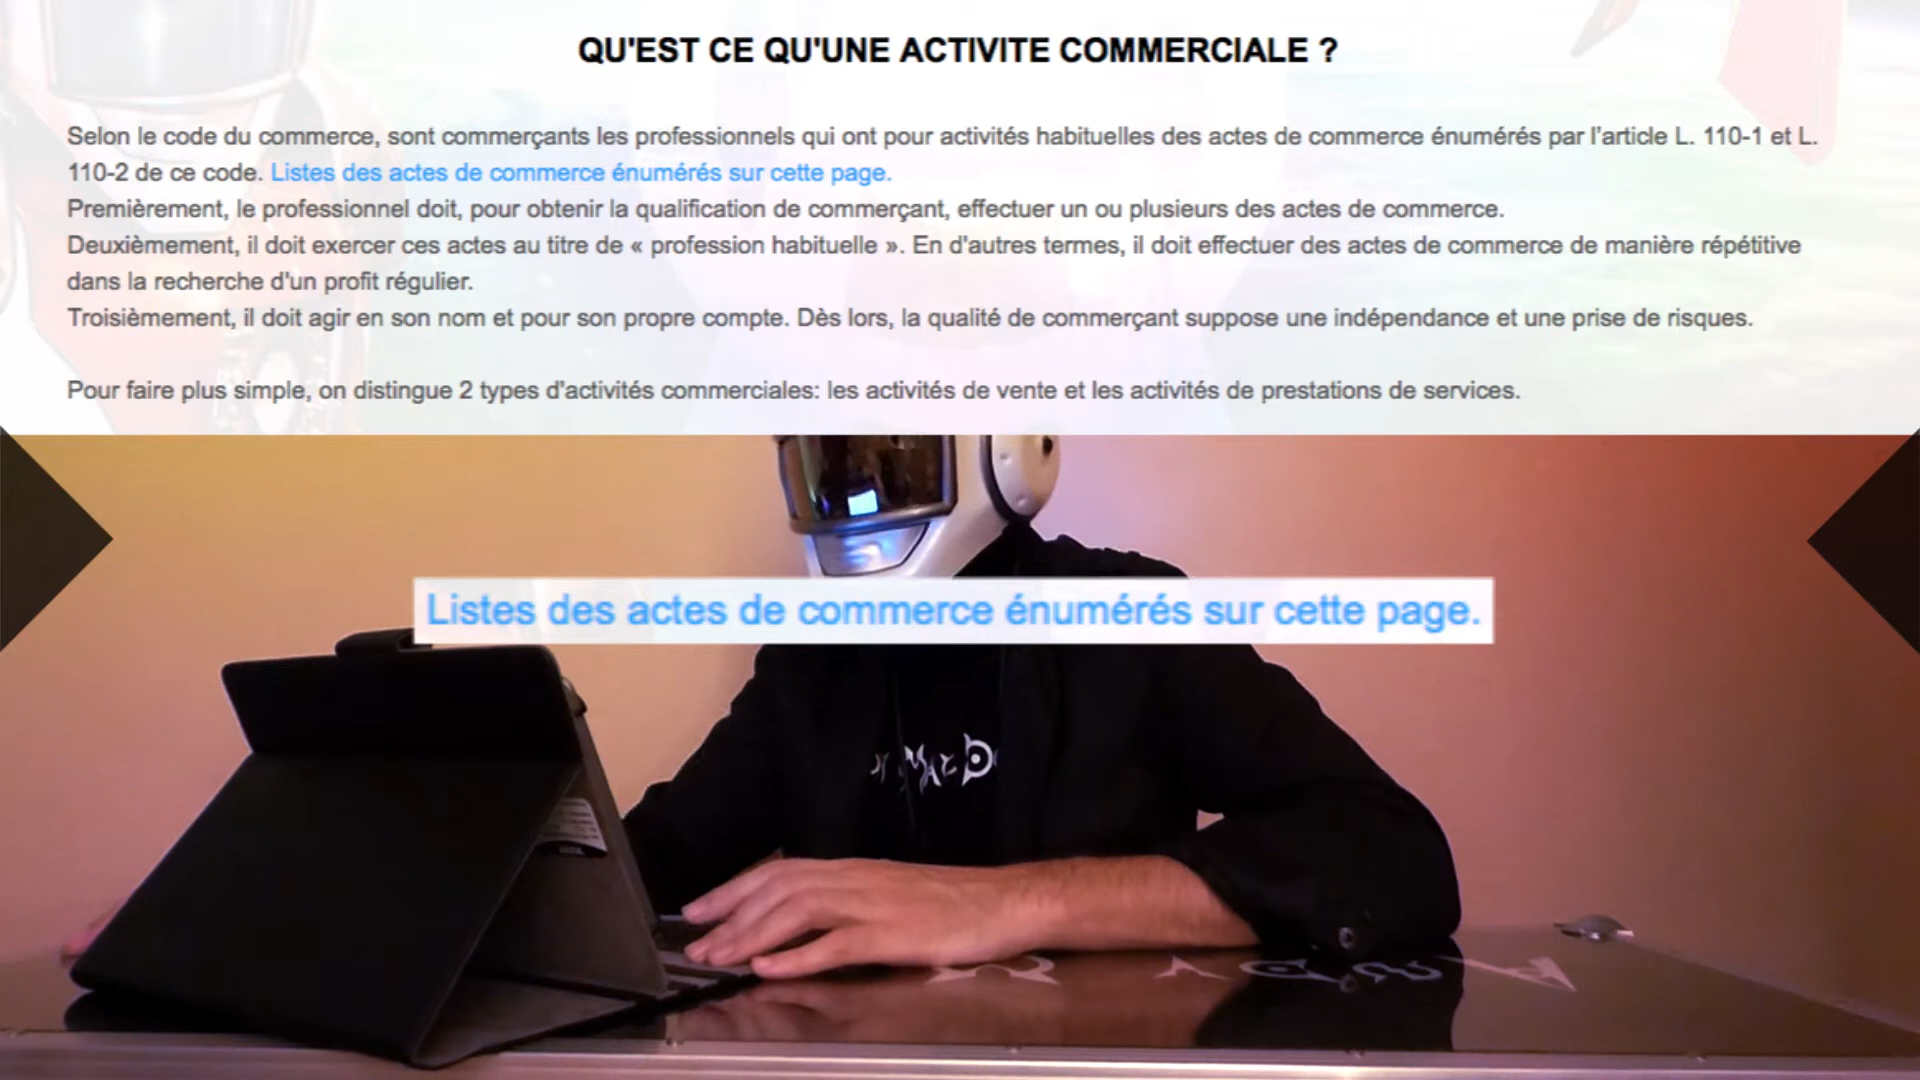 QU'EST CE QU'UNE ACTIVITE COMMERCIALE ?
Selon le code du commerce, sont commerçants les professionnels qui ont pour activités habituelles des actes de commerce énumérés par l'article L. 110-1 et L.
110-2 de ce code. Listes des actes de commerce énumérés sur cette page.
Premièrement, le professionnel doit, pour obtenir la qualification de commerçant, effectuer un ou plusieurs des actes de commerce.
Deuxièmement, il doit exercer ces actes au titre de « profession habituelle ». En d'autres termes, il doit effectuer des actes de commerce de manière répétitive
dans la recherche d'un profit régulier.
Troisièmement, il doit agir en son nom et pour son propre compte. Dès lors, la qualité de commerçant suppose une indépendance et une prise de risques.
Pour faire plus simple, on distingue 2 types d'activités commerciales: les activités de vente et les activités de prestations de services.
Listes des actes de commerce énumérés sur cette page.